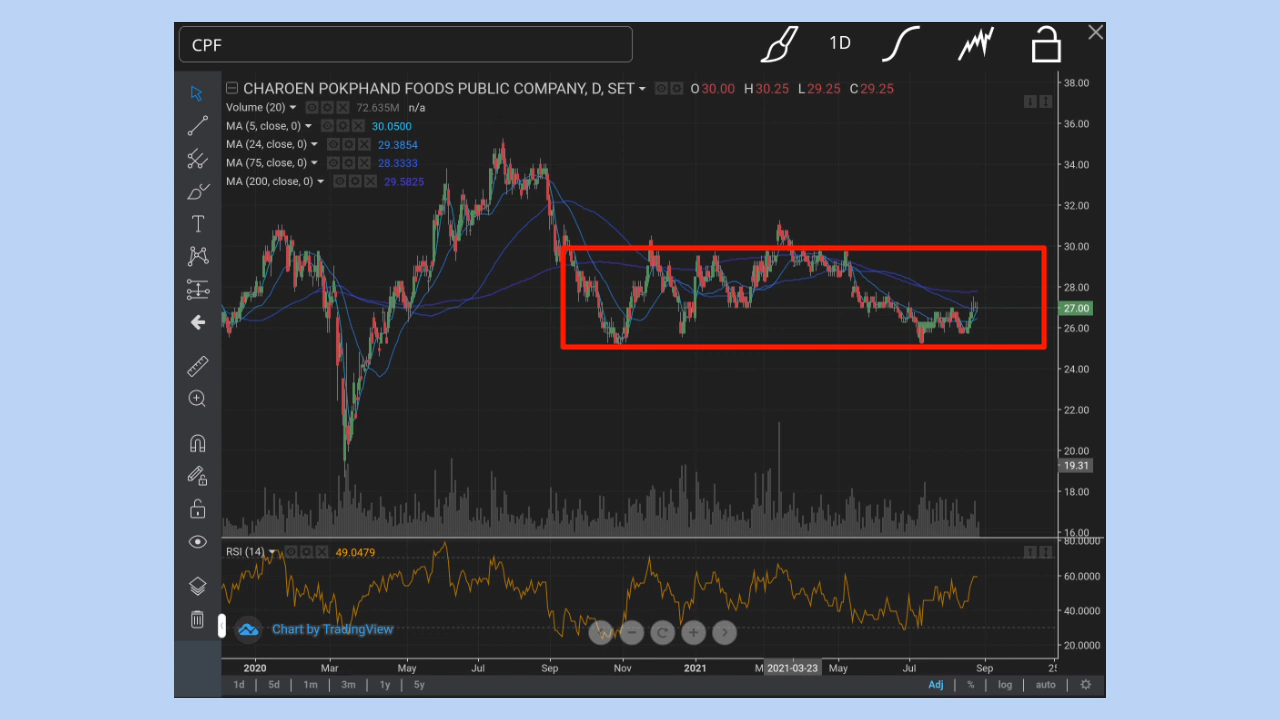 CPF
1D
CHAROEN POKPHAND FOODS PUBLIC COMPANY, D, SET O 30.00 H 30.25 L 29.25 C 29.25
Volume (20) 72.635M n/a
MA (5, close, 0) 30.0500
MA (24, close, 0) 29.3854
MA (75, close, 0) 28.3333
MA (200, close, 0) 29.5825
38.00
36.00
34.00
32.00
30.00
28.00
27.00
26.00
24.00
22.00
20.00
19.31
18.00
16.00
RSI (14) 49.0479
80.0000
60.0000
40.0000
20.0000
Chart by TradingView
2020 Mar May Jul Sep Nov 2021 M 2021-03-23 May Jul Sep
1d 5d 1m 3m 1y 5y Adj % log auto